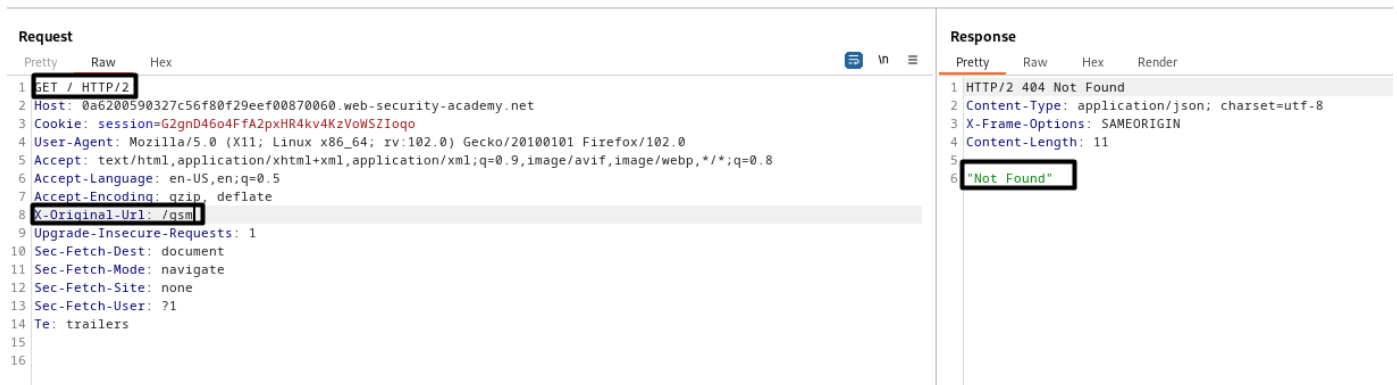 Request
Pretty Raw Hex
\n
1 GET / HTTP/2
2 Host: 0a6200590327c56f80f29eef00870060.web-security-academy.net
3 Cookie: session=G2gnD46o4FfA2pxHR4kv4KzVoWSZIoqo
4 User-Agent: Mozilla/5.0 (X11; Linux x86_64; rv:102.0) Gecko/20100101 Firefox/102.0
5 Accept: text/html,application/xhtml+xml,application/xml;q=0.9,image/avif,image/webp,*/*;q=0.8
6 Accept-Language: en-US,en;q=0.5
7 Accept-Encoding: gzip, deflate
8 X-Original-Url: /qsm
9 Upgrade-Insecure-Requests: 1
10 Sec-Fetch-Dest: document
11 Sec-Fetch-Mode: navigate
12 Sec-Fetch-Site: none
13 Sec-Fetch-User: ?1
14 Te: trailers
15
16
Response
Pretty Raw Hex Render
1 HTTP/2 404 Not Found
2 Content-Type: application/json; charset=utf-8
3 X-Frame-Options: SAMEORIGIN
4 Content-Length: 11
5
6 "Not Found"